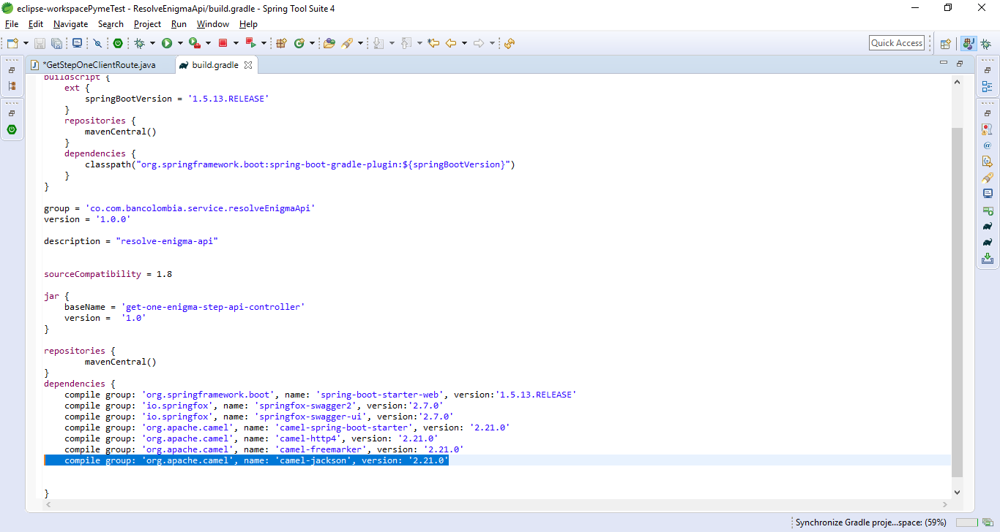 eclipse-workspacePymeTest - ResolveEnigmaApi/build.gradle - Spring Tool Suite 4
File Edit Navigate Search Project Run Window Help
Quick Access
*GetStepOneClientRoute.java build.gradle
buildscript {
    ext {
        springBootVersion = '1.5.13.RELEASE'
    }
    repositories {
        mavenCentral()
    }
    dependencies {
        classpath("org.springframework.boot:spring-boot-gradle-plugin:${springBootVersion}")
    }
}
group = 'co.com.bancolombia.service.resolveEnigmaApi'
version = '1.0.0'
description = "resolve-enigma-api"
sourceCompatibility = 1.8
jar {
    baseName = 'get-one-enigma-step-api-controller'
    version =  '1.0'
}
repositories {
        mavenCentral()
}
dependencies {
    compile group: 'org.springframework.boot', name: 'spring-boot-starter-web', version:'1.5.13.RELEASE'
    compile group: 'io.springfox', name: 'springfox-swagger2', version:'2.7.0'
    compile group: 'io.springfox', name: 'springfox-swagger-ui', version:'2.7.0'
    compile group: 'org.apache.camel', name: 'camel-spring-boot-starter', version: '2.21.0'
    compile group: 'org.apache.camel', name: 'camel-http4', version: '2.21.0'
    compile group: 'org.apache.camel', name: 'camel-freemarker', version: '2.21.0'
    compile group: 'org.apache.camel', name: 'camel-jackson', version: '2.21.0'
}
Synchronize Gradle proje...space: (59%)